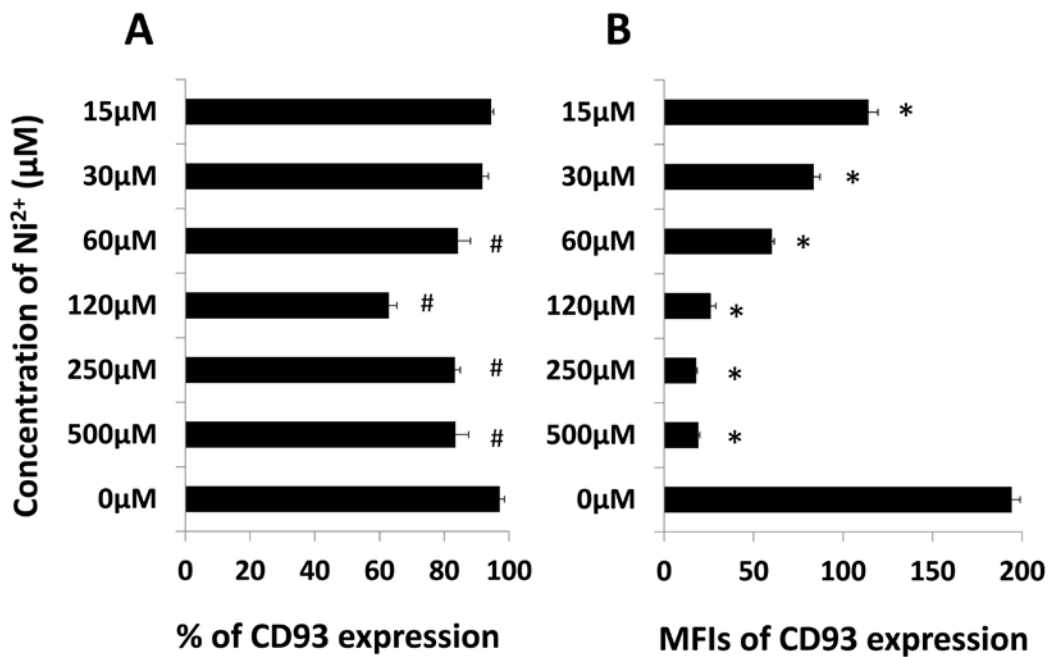 A
B
Concentration of Ni²⁺ (µM)
15µM
30µM
60µM
120µM
250µM
500µM
0µM
#
#
#
#
0 20 40 60 80 100
% of CD93 expression
15µM
30µM
60µM
120µM
250µM
500µM
0µM
*
*
*
*
*
*
0 50 100 150 200
MFIs of CD93 expression